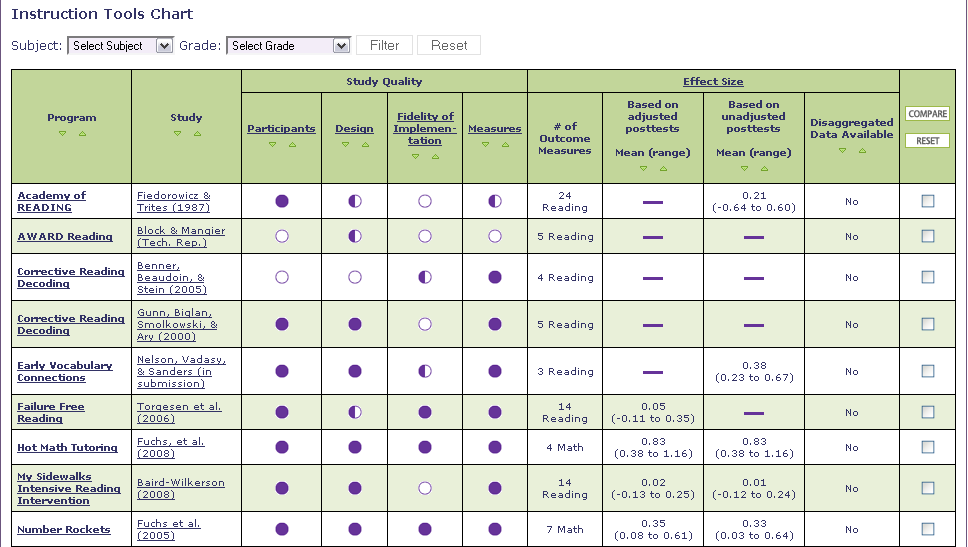 Instruction Tools Chart
Subject: Select Subject Grade: Select Grade Filter Reset
Study Quality Effect Size
Program Study Participants Design Fidelity of Implemen- tation Measures # of Outcome Measures Based on adjusted posttests Mean (range) Based on unadjusted posttests Mean (range) Disaggregated Data Available COMPARE RESET
Academy of READING Fiedorowicz & Trites (1987) 24 Reading — 0.21 (-0.64 to 0.60) No
AWARD Reading Block & Mangier (Tech. Rep.) 5 Reading — — No
Corrective Reading Decoding Benner, Beaudoin, & Stein (2005) 4 Reading — — No
Corrective Reading Decoding Gunn, Biglan, Smolkowski, & Ary (2000) 5 Reading — — No
Early Vocabulary Connections Nelson, Vadasy, & Sanders (in submission) 3 Reading — 0.38 (0.23 to 0.67) No
Failure Free Reading Torgesen et al. (2006) 14 Reading 0.05 (-0.11 to 0.35) — No
Hot Math Tutoring Fuchs, et al. (2008) 4 Math 0.83 (0.38 to 1.16) 0.83 (0.38 to 1.16) No
My Sidewalks Intensive Reading Intervention Baird-Wilkerson (2008) 14 Reading 0.02 (-0.13 to 0.25) 0.01 (-0.12 to 0.24) No
Number Rockets Fuchs et al. (2005) 7 Math 0.35 (0.08 to 0.61) 0.33 (0.03 to 0.64) No